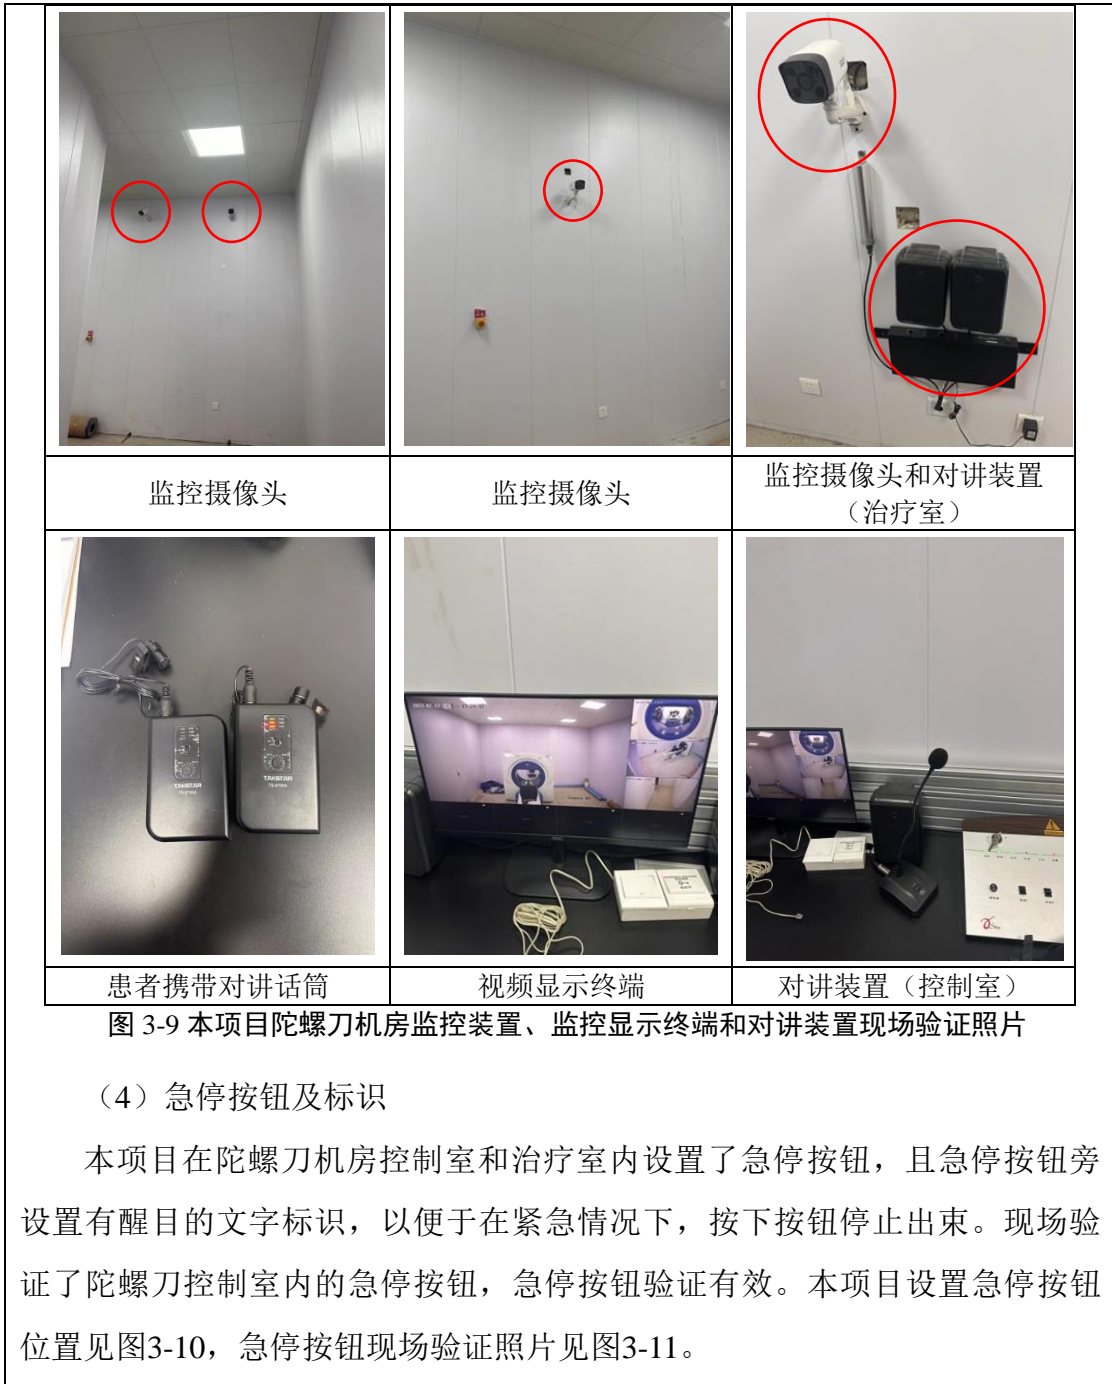 监控摄像头
监控摄像头
监控摄像头和对讲装置
（治疗室）
TAKSTAR
TAKSTAR
患者携带对讲话筒
视频显示终端
对讲装置（控制室）
图 3-9 本项目陀螺刀机房监控装置、监控显示终端和对讲装置现场验证照片
（4）急停按钮及标识
本项目在陀螺刀机房控制室和治疗室内设置了急停按钮，且急停按钮旁
设置有醒目的文字标识，以便于在紧急情况下，按下按钮停止出束。现场验
证了陀螺刀控制室内的急停按钮，急停按钮验证有效。本项目设置急停按钮
位置见图3-10，急停按钮现场验证照片见图3-11。